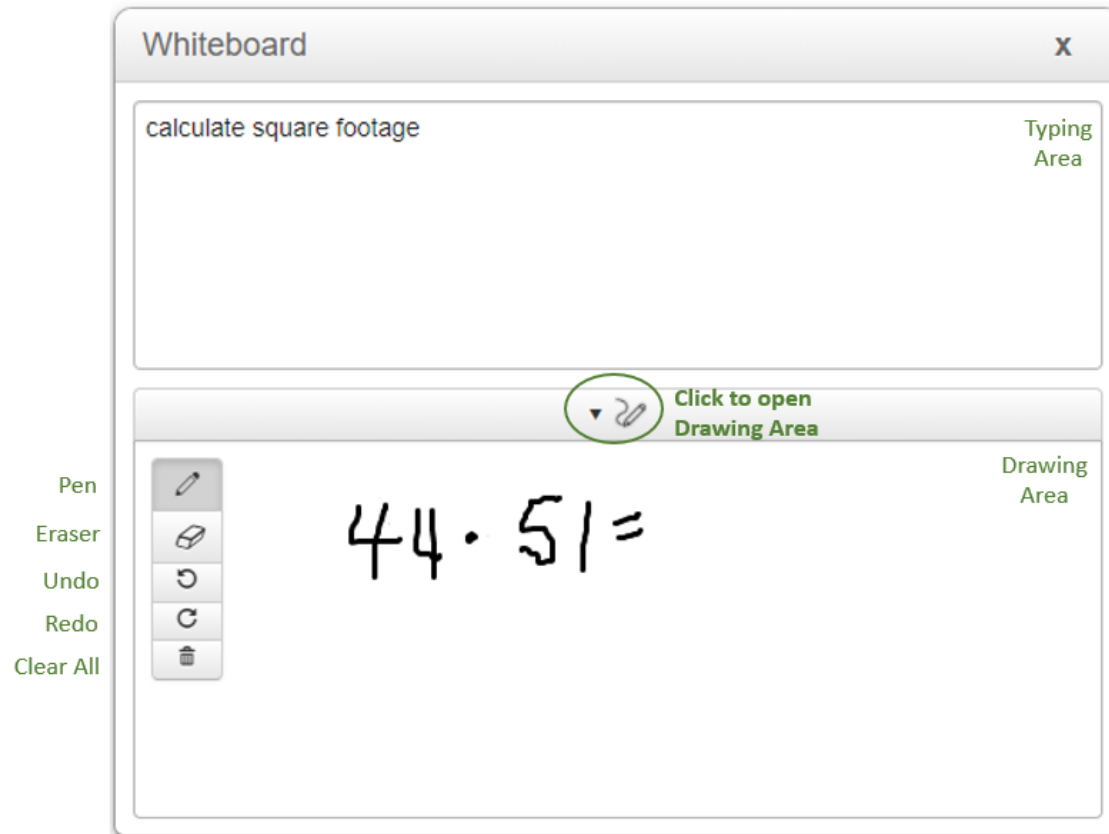 Whiteboard x
calculate square footage
Typing
Area
Click to open
Drawing Area
Drawing
Area
Pen
Eraser
Undo
Redo
Clear All
44 · 51 =